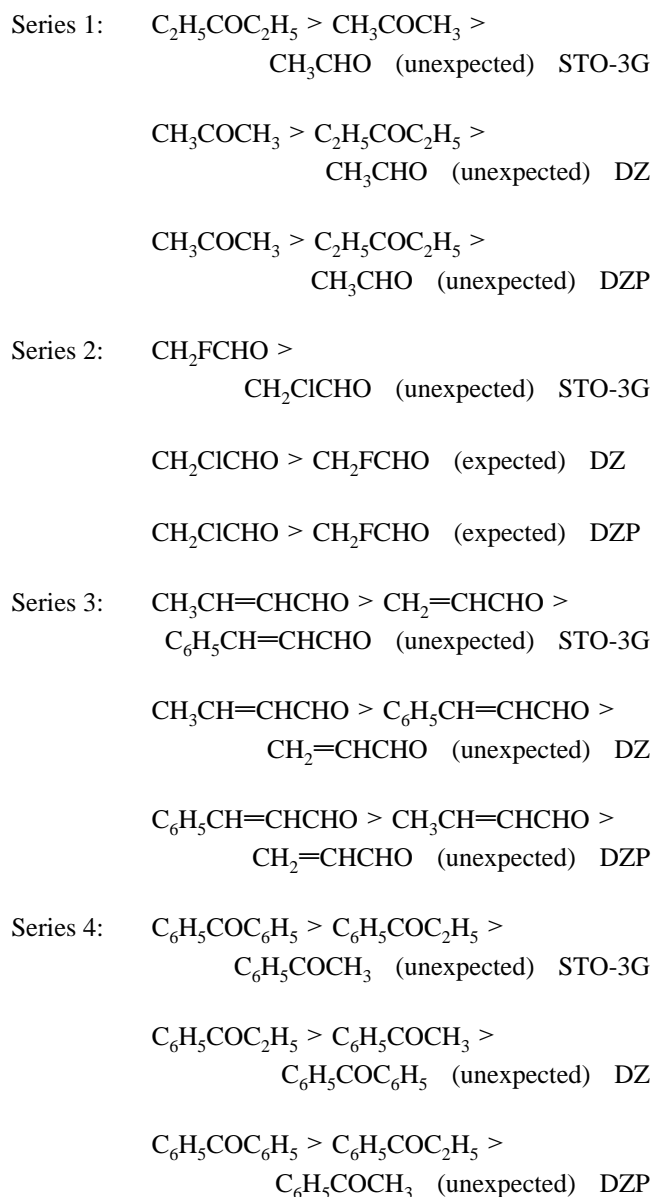 Series 1: C₂H₅COC₂H₅ > CH₃COCH₃ >
CH₃CHO (unexpected) STO-3G
CH₃COCH₃ > C₂H₅COC₂H₅ >
CH₃CHO (unexpected) DZ
CH₃COCH₃ > C₂H₅COC₂H₅ >
CH₃CHO (unexpected) DZP
Series 2: CH₂FCHO >
CH₂ClCHO (unexpected) STO-3G
CH₂ClCHO > CH₂FCHO (expected) DZ
CH₂ClCHO > CH₂FCHO (expected) DZP
Series 3: CH₃CH=CHCHO > CH₂=CHCHO >
C₆H₅CH=CHCHO (unexpected) STO-3G
CH₃CH=CHCHO > C₆H₅CH=CHCHO >
CH₂=CHCHO (unexpected) DZ
C₆H₅CH=CHCHO > CH₃CH=CHCHO >
CH₂=CHCHO (unexpected) DZP
Series 4: C₆H₅COC₆H₅ > C₆H₅COC₂H₅ >
C₆H₅COCH₃ (unexpected) STO-3G
C₆H₅COC₂H₅ > C₆H₅COCH₃ >
C₆H₅COC₆H₅ (unexpected) DZ
C₆H₅COC₆H₅ > C₆H₅COC₂H₅ >
C₆H₅COCH₃ (unexpected) DZP